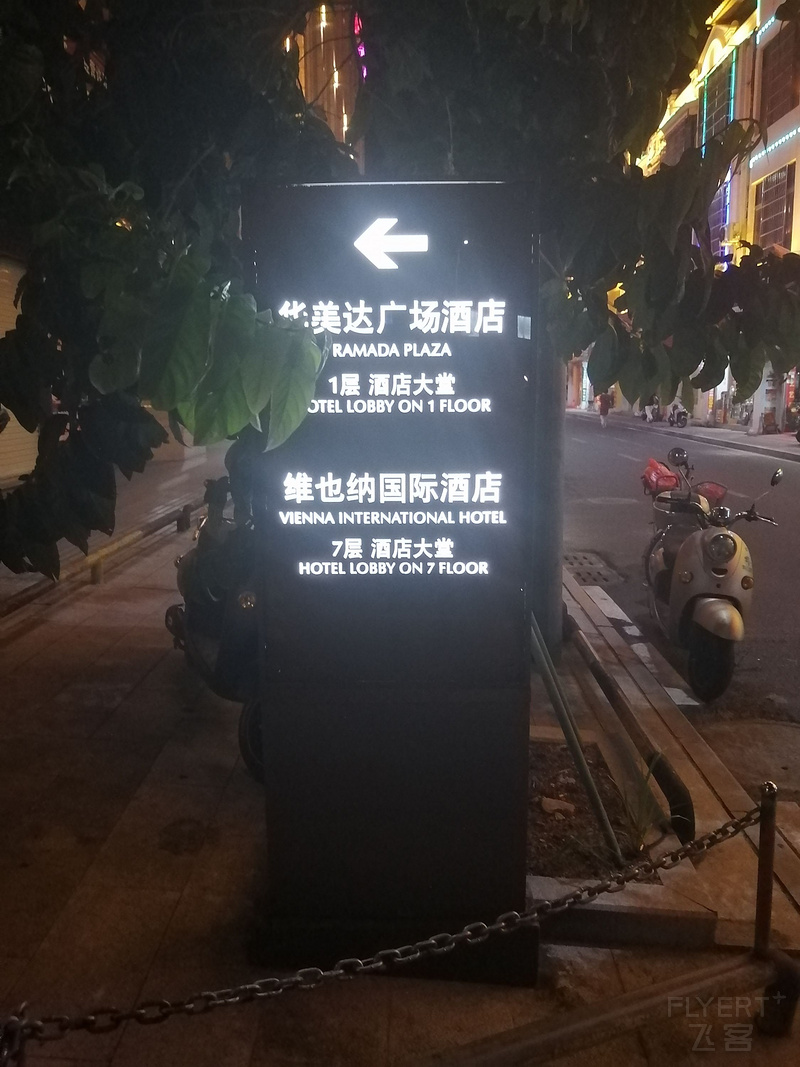 ←
华美达广场酒店
RAMADA PLAZA
1层 酒店大堂
HOTEL LOBBY ON 1 FLOOR
维也纳国际酒店
VIENNA INTERNATIONAL HOTEL
7层 酒店大堂
HOTEL LOBBY ON 7 FLOOR
FLYERT+
飞客